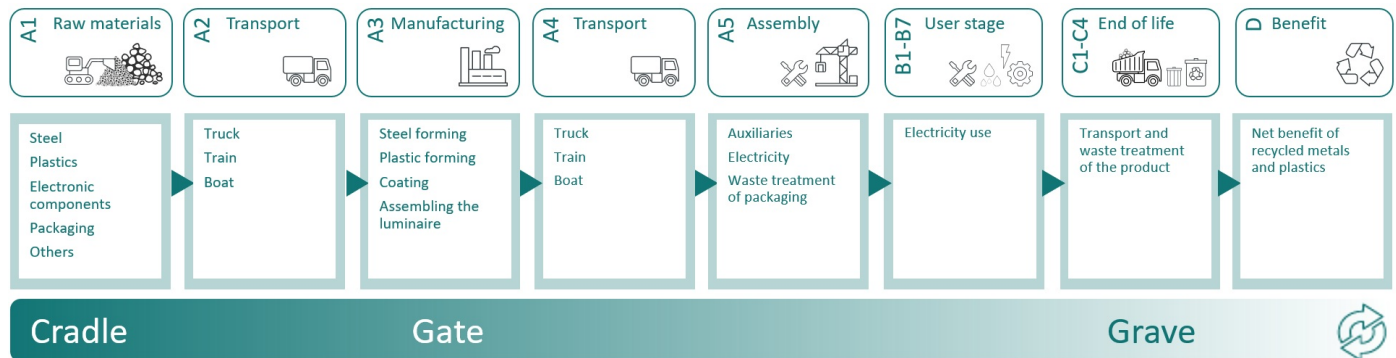 A1 Raw materials
A2 Transport
A3 Manufacturing
A4 Transport
A5 Assembly
B1-B7 User stage
C1-C4 End of life
D Benefit
Steel
Plastics
Electronic
components
Packaging
Others
Truck
Train
Boat
Steel forming
Plastic forming
Coating
Assembling the
luminaire
Truck
Train
Boat
Auxiliaries
Electricity
Waste treatment
of packaging
Electricity use
Transport and
waste treatment
of the product
Net benefit of
recycled metals
and plastics
Cradle
Gate
Grave